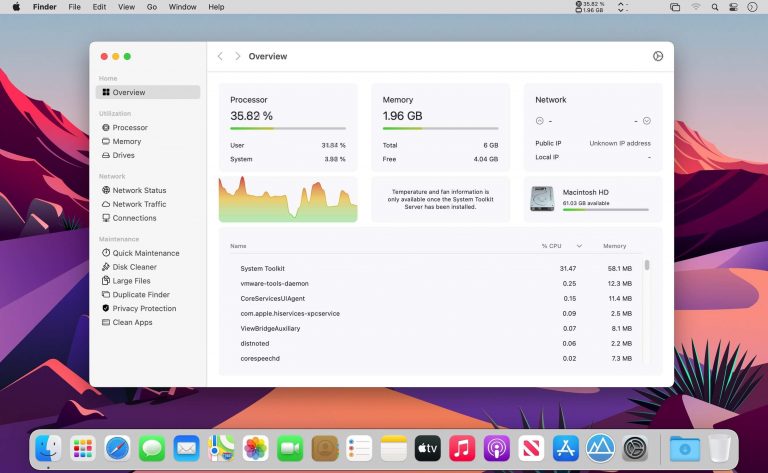 Finder File Edit View Go Window Help 35.82 % 1.96 GB - -
Overview
Home
Overview
Utilization
Processor
Memory
Drives
Network
Network Status
Network Traffic
Connections
Maintenance
Quick Maintenance
Disk Cleaner
Large Files
Duplicate Finder
Privacy Protection
Clean Apps
Processor
35.82 %
User 31.84 %
System 3.98 %
Memory
1.96 GB
Total 6 GB
Free 4.04 GB
Network
- -
Public IP Unknown IP address
Local IP -
Temperature and fan information is
only available once the System Toolkit
Server has been installed.
Macintosh HD
61.03 GB available
Name % CPU Memory
System Toolkit 31.47 58.1 MB
vmware-tools-daemon 0.25 12.3 MB
CoreServicesUIAgent 0.15 11.4 MB
com.apple.hiservices-xpcservice 0.09 2.5 MB
ViewBridgeAuxiliary 0.07 8.1 MB
distnoted 0.06 2.2 MB
corespeechd 0.02 7.3 MB
tv